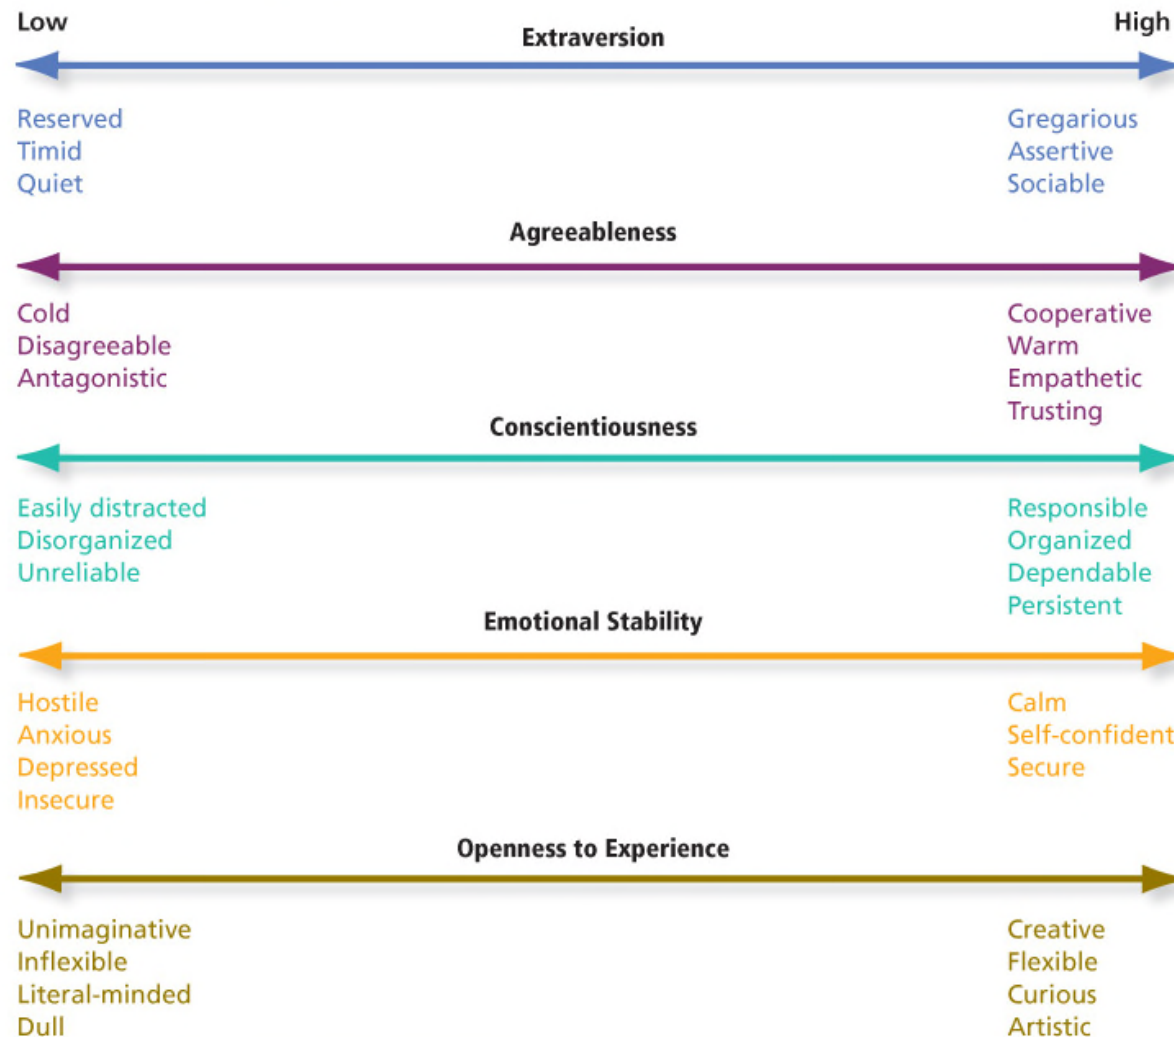 Low
High
Extraversion
Reserved
Timid
Quiet
Gregarious
Assertive
Sociable
Agreeableness
Cold
Disagreeable
Antagonistic
Cooperative
Warm
Empathetic
Trusting
Conscientiousness
Easily distracted
Disorganized
Unreliable
Responsible
Organized
Dependable
Persistent
Emotional Stability
Hostile
Anxious
Depressed
Insecure
Calm
Self-confident
Secure
Openness to Experience
Unimaginative
Inflexible
Literal-minded
Dull
Creative
Flexible
Curious
Artistic